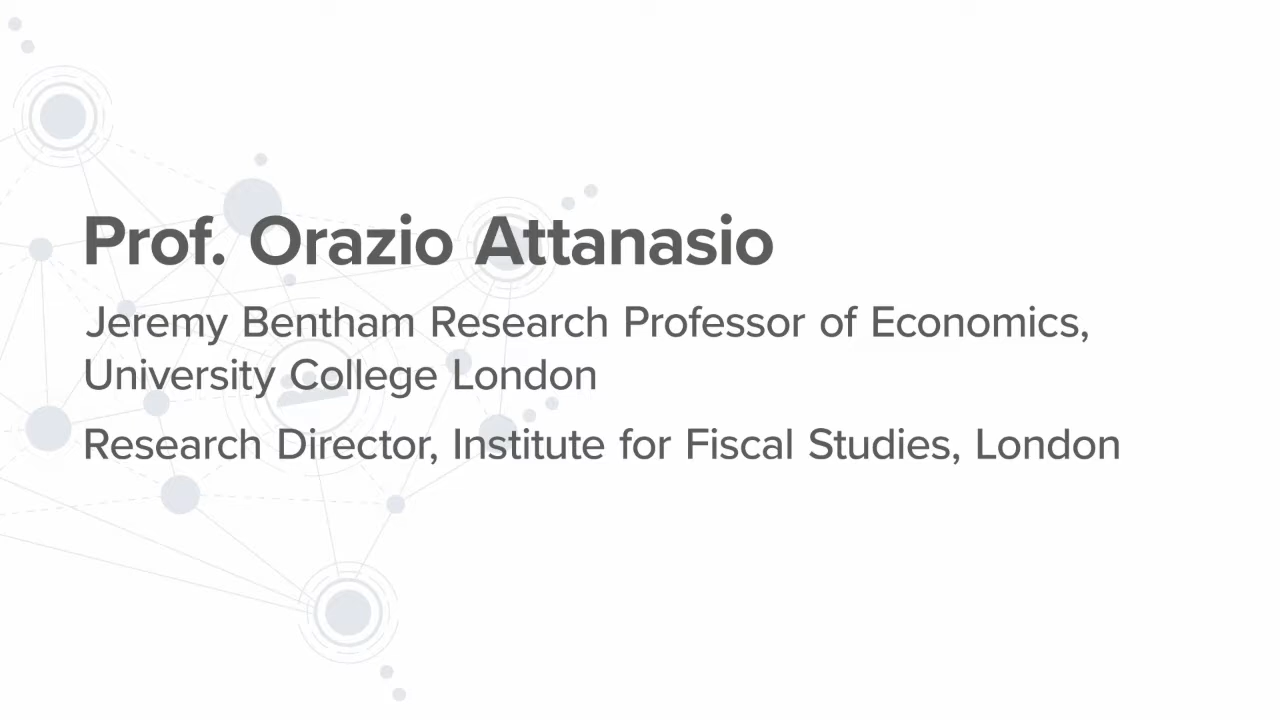 Prof. Orazio Attanasio
Jeremy Bentham Research Professor of Economics,
University College London
Research Director, Institute for Fiscal Studies, London